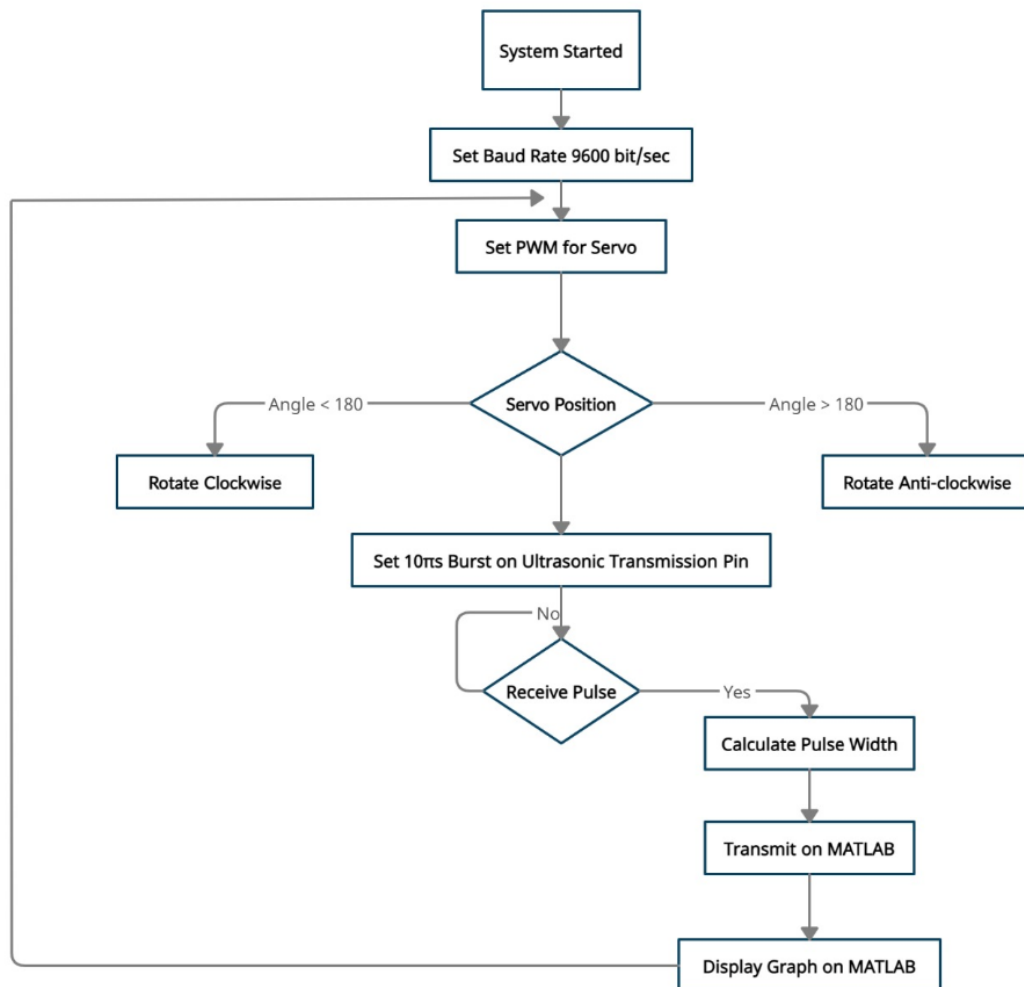 System Started
Set Baud Rate 9600 bit/sec
Set PWM for Servo
Angle < 180
Servo Position
Angle > 180
Rotate Clockwise
Rotate Anti-clockwise
Set 10πs Burst on Ultrasonic Transmission Pin
No
Receive Pulse
Yes
Calculate Pulse Width
Transmit on MATLAB
Display Graph on MATLAB